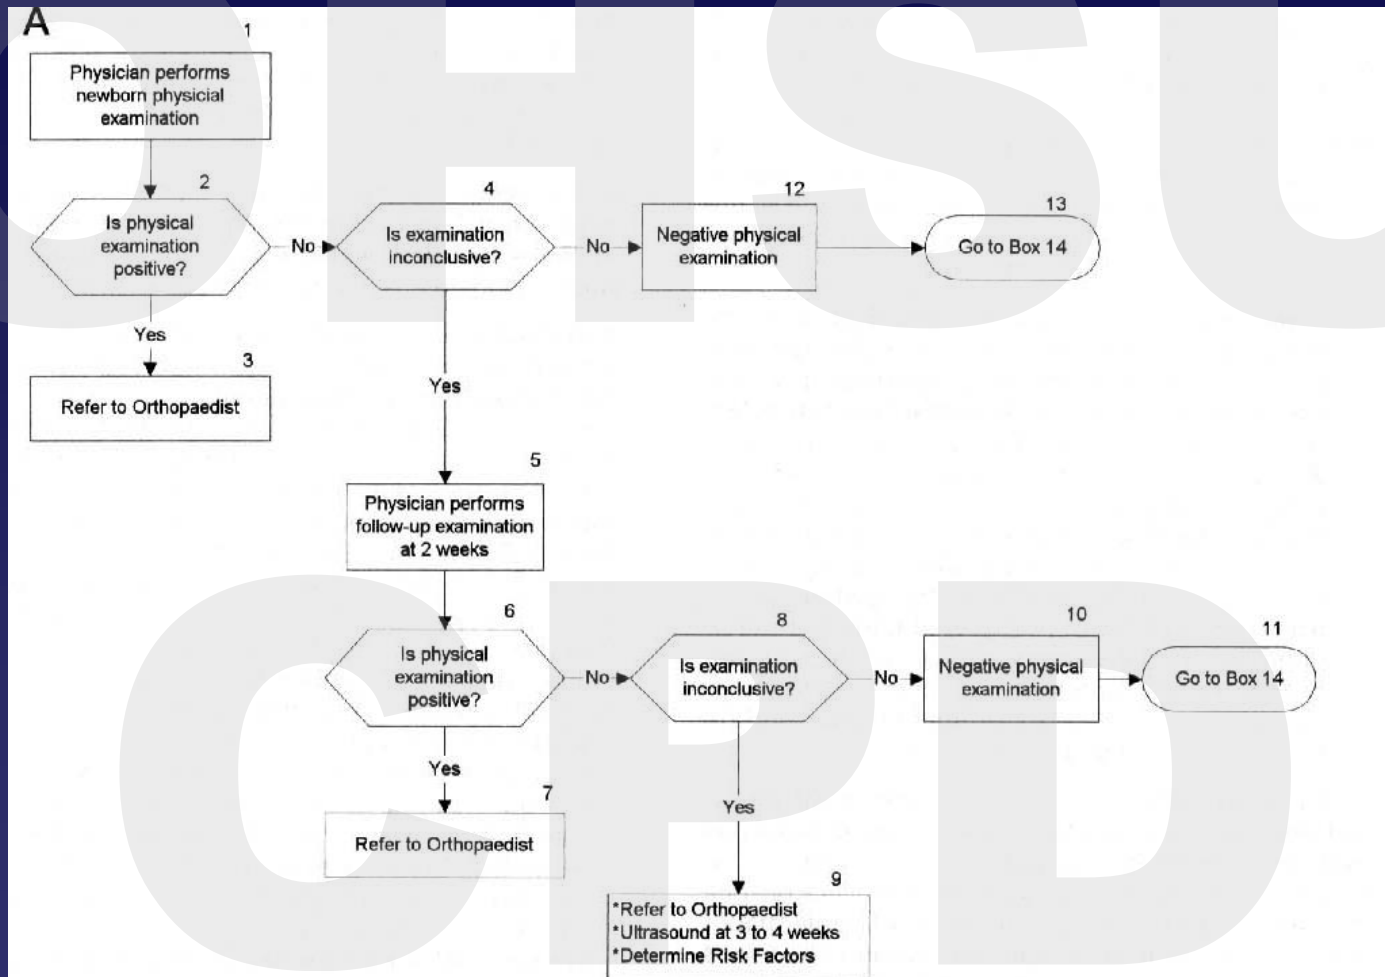 A
1
Physician performs
newborn physicial
examination
2
Is physical
examination
positive?
No
4
Is examination
inconclusive?
No
12
Negative physical
examination
13
Go to Box 14
Yes
3
Refer to Orthopaedist
Yes
5
Physician performs
follow-up examination
at 2 weeks
6
Is physical
examination
positive?
No
8
Is examination
inconclusive?
No
10
Negative physical
examination
11
Go to Box 14
Yes
7
Refer to Orthopaedist
Yes
9
*Refer to Orthopaedist
*Ultrasound at 3 to 4 weeks
*Determine Risk Factors
OHSU
CPD